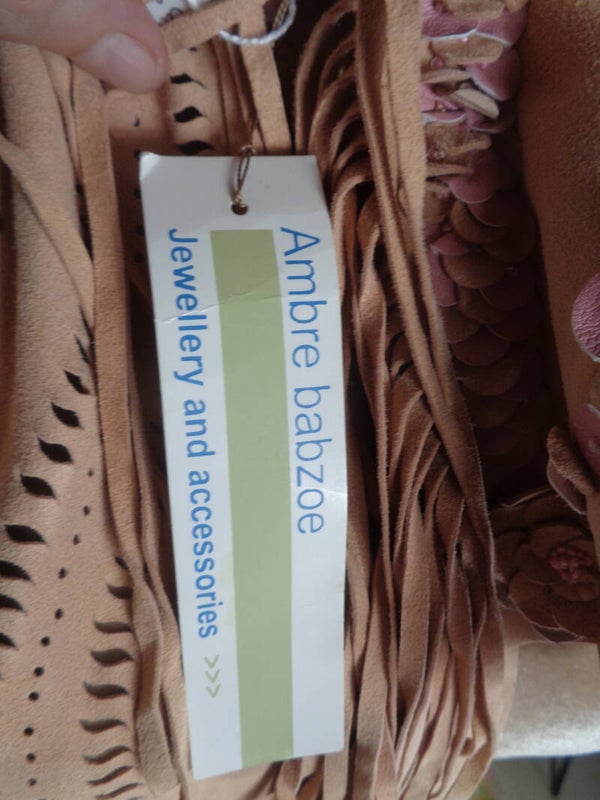 Ambre babzoe
Jewellery and accessories >>>